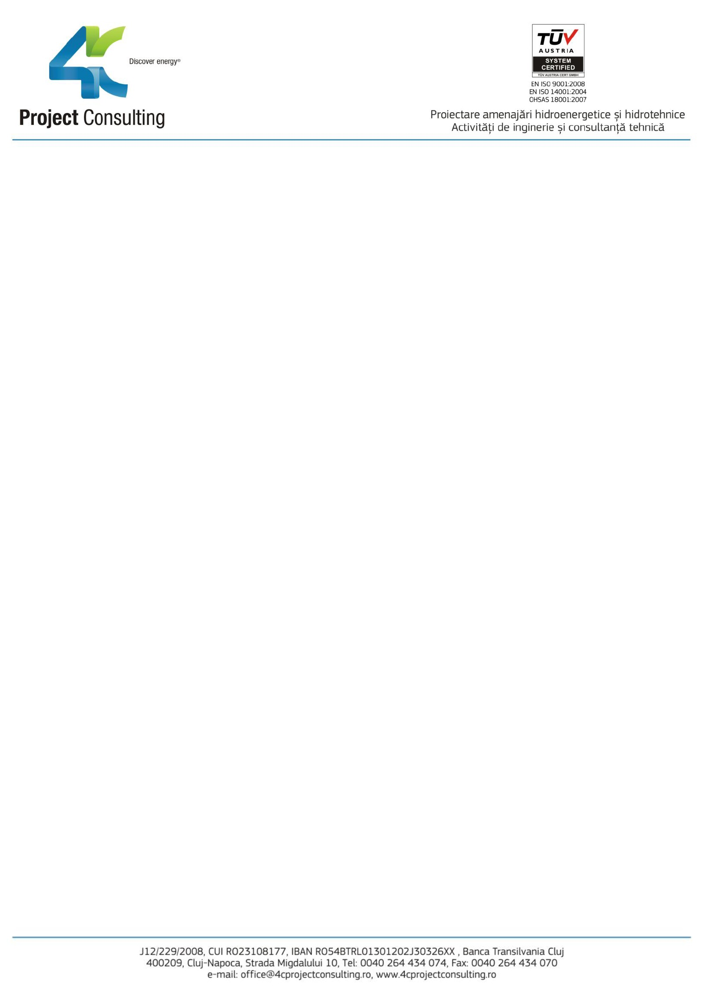 4C
Discover energy®
Project Consulting
TÜV
AUSTRIA
SYSTEM
CERTIFIED
TÜV AUSTRIA CERT GMBH
EN ISO 9001:2008
EN ISO 14001:2004
OHSAS 18001:2007
Proiectare amenajări hidroenergetice și hidrotehnice
Activități de inginerie și consultanță tehnică
J12/229/2008, CUI RO23108177, IBAN RO54BTRL01301202J30326XX , Banca Transilvania Cluj
400209, Cluj-Napoca, Strada Migdalului 10, Tel: 0040 264 434 074, Fax: 0040 264 434 070
e-mail: office@4cprojectconsulting.ro, www.4cprojectconsulting.ro